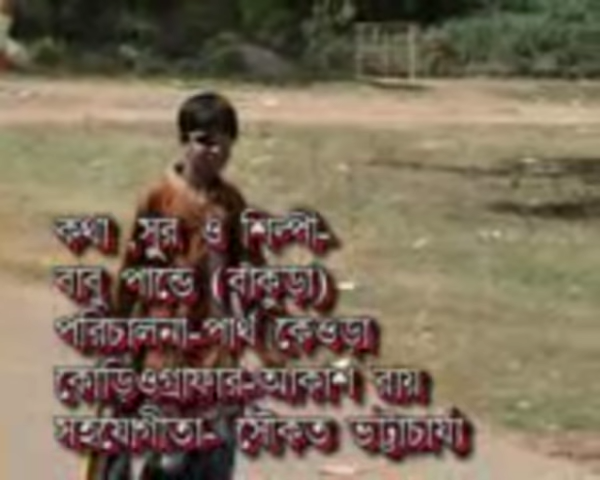 কথা ,সুর ও শিল্পী-
বাবু পান্ডে (বাকুড়া)
পরিচালনা-পার্থ কেওড়া
কোড়িওগ্রাফার-আকাশ রায়
সহযোগীতা- সৌকত ভট্টাচার্য